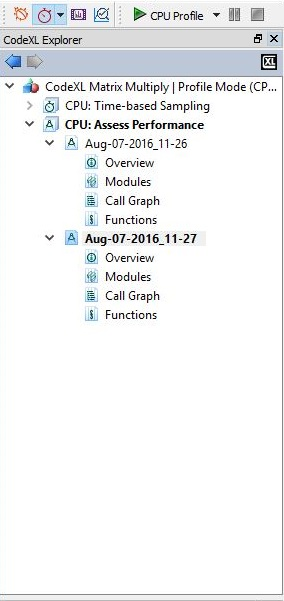 CPU Profile
CodeXL Explorer
XL
CodeXL Matrix Multiply | Profile Mode (CP...
CPU: Time-based Sampling
CPU: Assess Performance
A Aug-07-2016_11-26
Overview
Modules
Call Graph
Functions
A Aug-07-2016_11-27
Overview
Modules
Call Graph
Functions